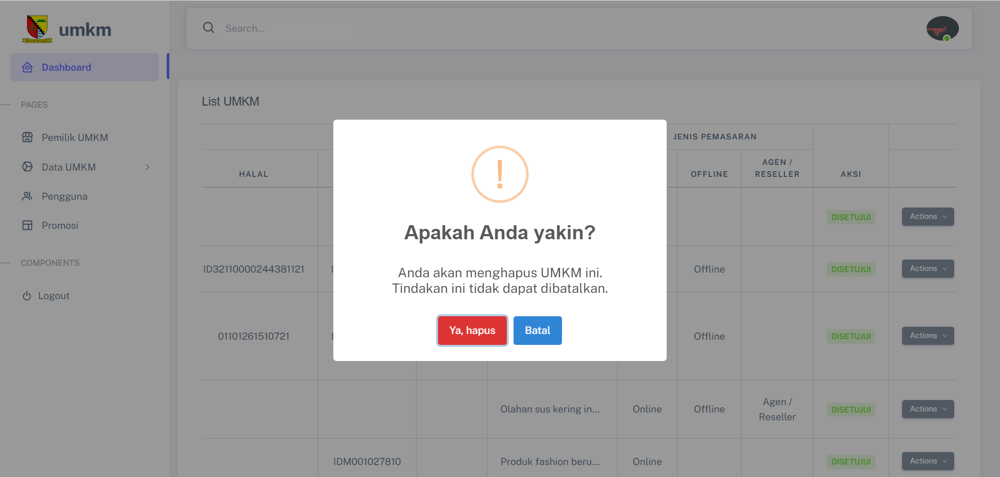 umkm
Search...
Dashboard
PAGES
Pemilik UMKM
Data UMKM
Pengguna
Promosi
COMPONENTS
Logout
List UMKM
JENIS PEMASARAN
HALAL
OFFLINE
AGEN /
RESELLER
AKSI
DISETUJUI
Actions
ID32110000244381121
Offline
DISETUJUI
Actions
01101261510721
Offline
DISETUJUI
Actions
Olahan sus kering in...
Online
Offline
Agen /
Reseller
DISETUJUI
Actions
IDM001027810
Produk fashion beru...
Online
DISETUJUI
Actions
!
Apakah Anda yakin?
Anda akan menghapus UMKM ini.
Tindakan ini tidak dapat dibatalkan.
Ya, hapus
Batal